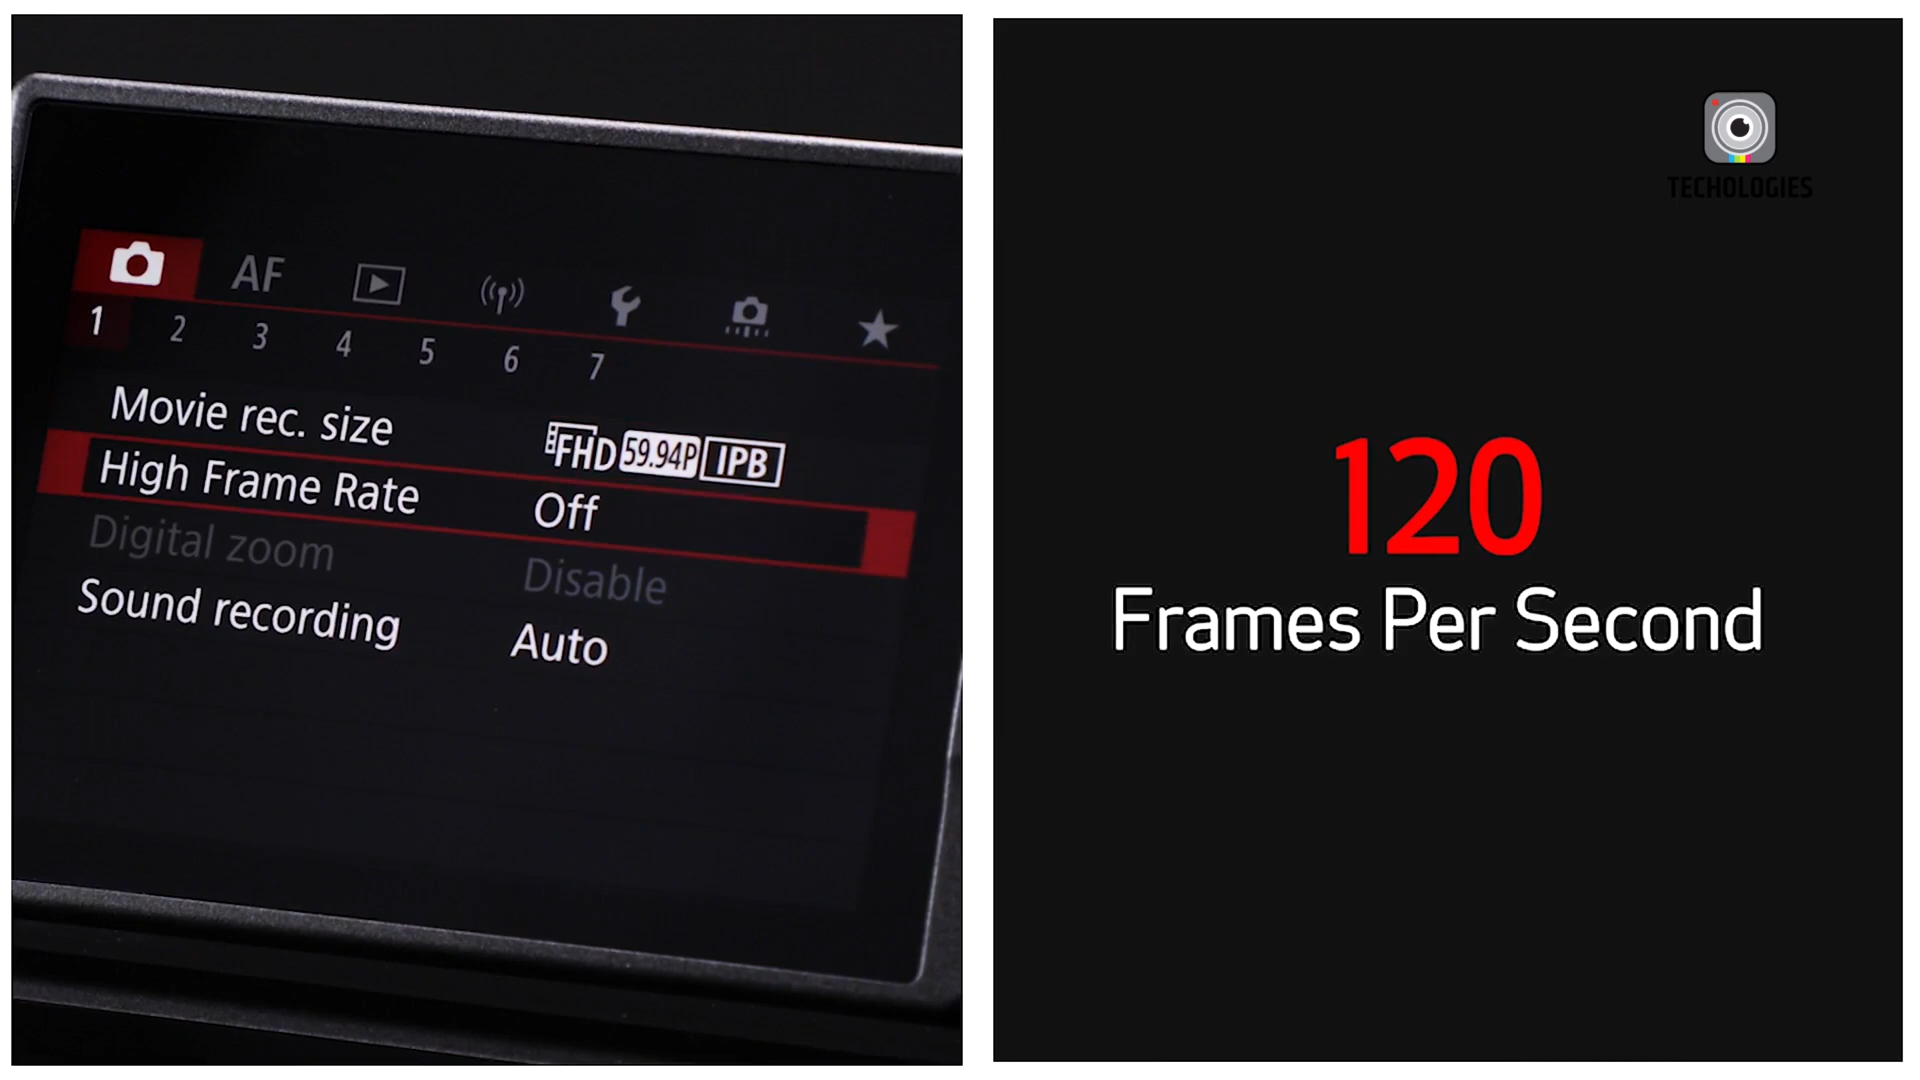 AF
1 2 3 4 5 6 7
Movie rec. size FHD 59.94P IPB
High Frame Rate Off
Digital zoom Disable
Sound recording Auto
TECHOLOGIES
120
Frames Per Second